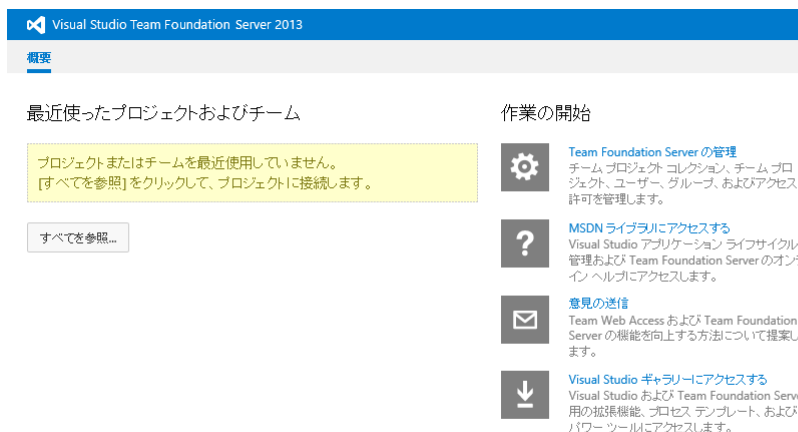 Visual Studio Team Foundation Server 2013
概要
最近使ったプロジェクトおよびチーム
プロジェクトまたはチームを最近使用していません。
[すべてを参照] をクリックして、プロジェクトに接続します。
すべてを参照...
作業の開始
Team Foundation Server の管理
チーム プロジェクト コレクション、チーム プロ
ジェクト、ユーザー、グループ、およびアクセス
許可を管理します。
MSDN ライブラリにアクセスする
Visual Studio アプリケーション ライフサイクル
管理および Team Foundation Server のオン
イン ヘルプにアクセスします。
意見の送信
Team Web Access および Team Foundation
Server の機能を向上する方法について提案し
ます。
Visual Studio ギャラリーにアクセスする
Visual Studio および Team Foundation Serv
用の拡張機能、プロセス テンプレート、および
パワー ツールにアクセスします。